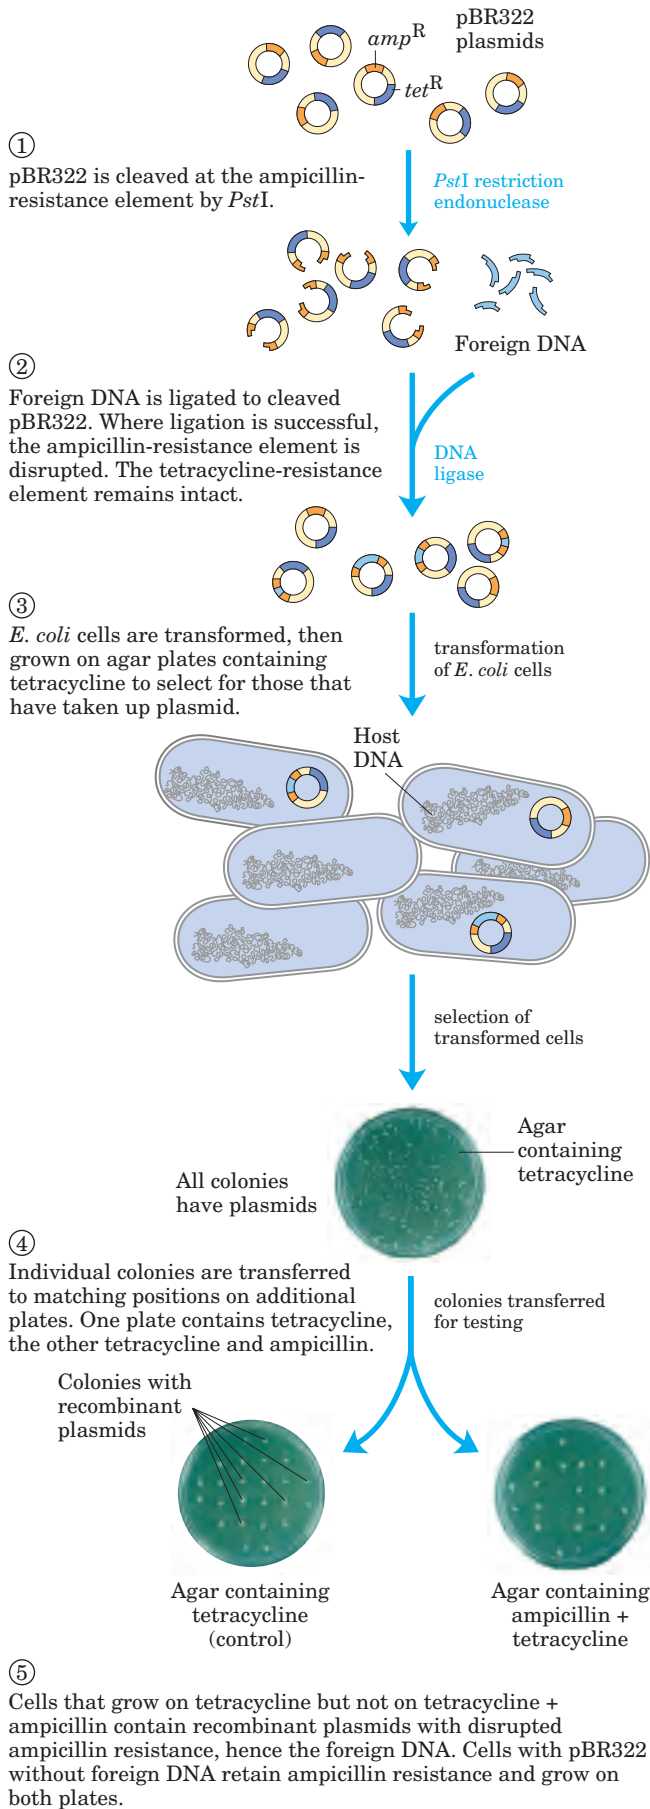 pBR322
plasmids
ampR
tetR
①
pBR322 is cleaved at the ampicillin-
resistance element by PstI.
PstI restriction
endonuclease
Foreign DNA
②
Foreign DNA is ligated to cleaved
pBR322. Where ligation is successful,
the ampicillin-resistance element is
disrupted. The tetracycline-resistance
element remains intact.
DNA
ligase
③
E. coli cells are transformed, then
grown on agar plates containing
tetracycline to select for those that
have taken up plasmid.
transformation
of E. coli cells
Host
DNA
selection of
transformed cells
Agar
containing
tetracycline
All colonies
have plasmids
④
Individual colonies are transferred
to matching positions on additional
plates. One plate contains tetracycline,
the other tetracycline and ampicillin.
colonies transferred
for testing
Colonies with
recombinant
plasmids
Agar containing
tetracycline
(control)
Agar containing
ampicillin +
tetracycline
⑤
Cells that grow on tetracycline but not on tetracycline +
ampicillin contain recombinant plasmids with disrupted
ampicillin resistance, hence the foreign DNA. Cells with pBR322
without foreign DNA retain ampicillin resistance and grow on
both plates.